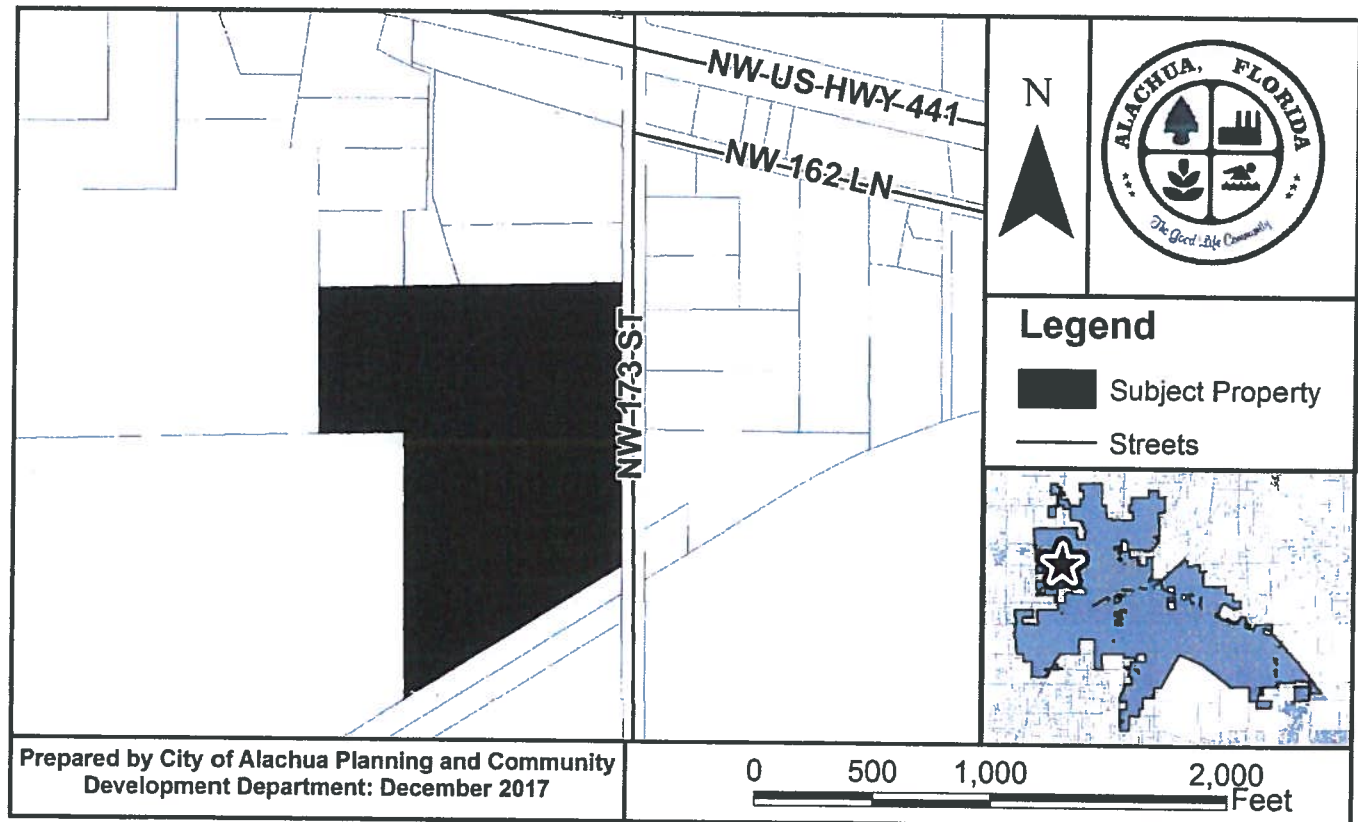 NW-US-HWY-441
NW-162-LN
NW-173-ST
N
ALACHUA, FLORIDA
The Good Life Community
Legend
Subject Property
Streets
Prepared by City of Alachua Planning and Community
Development Department: December 2017
0 500 1,000 2,000
Feet